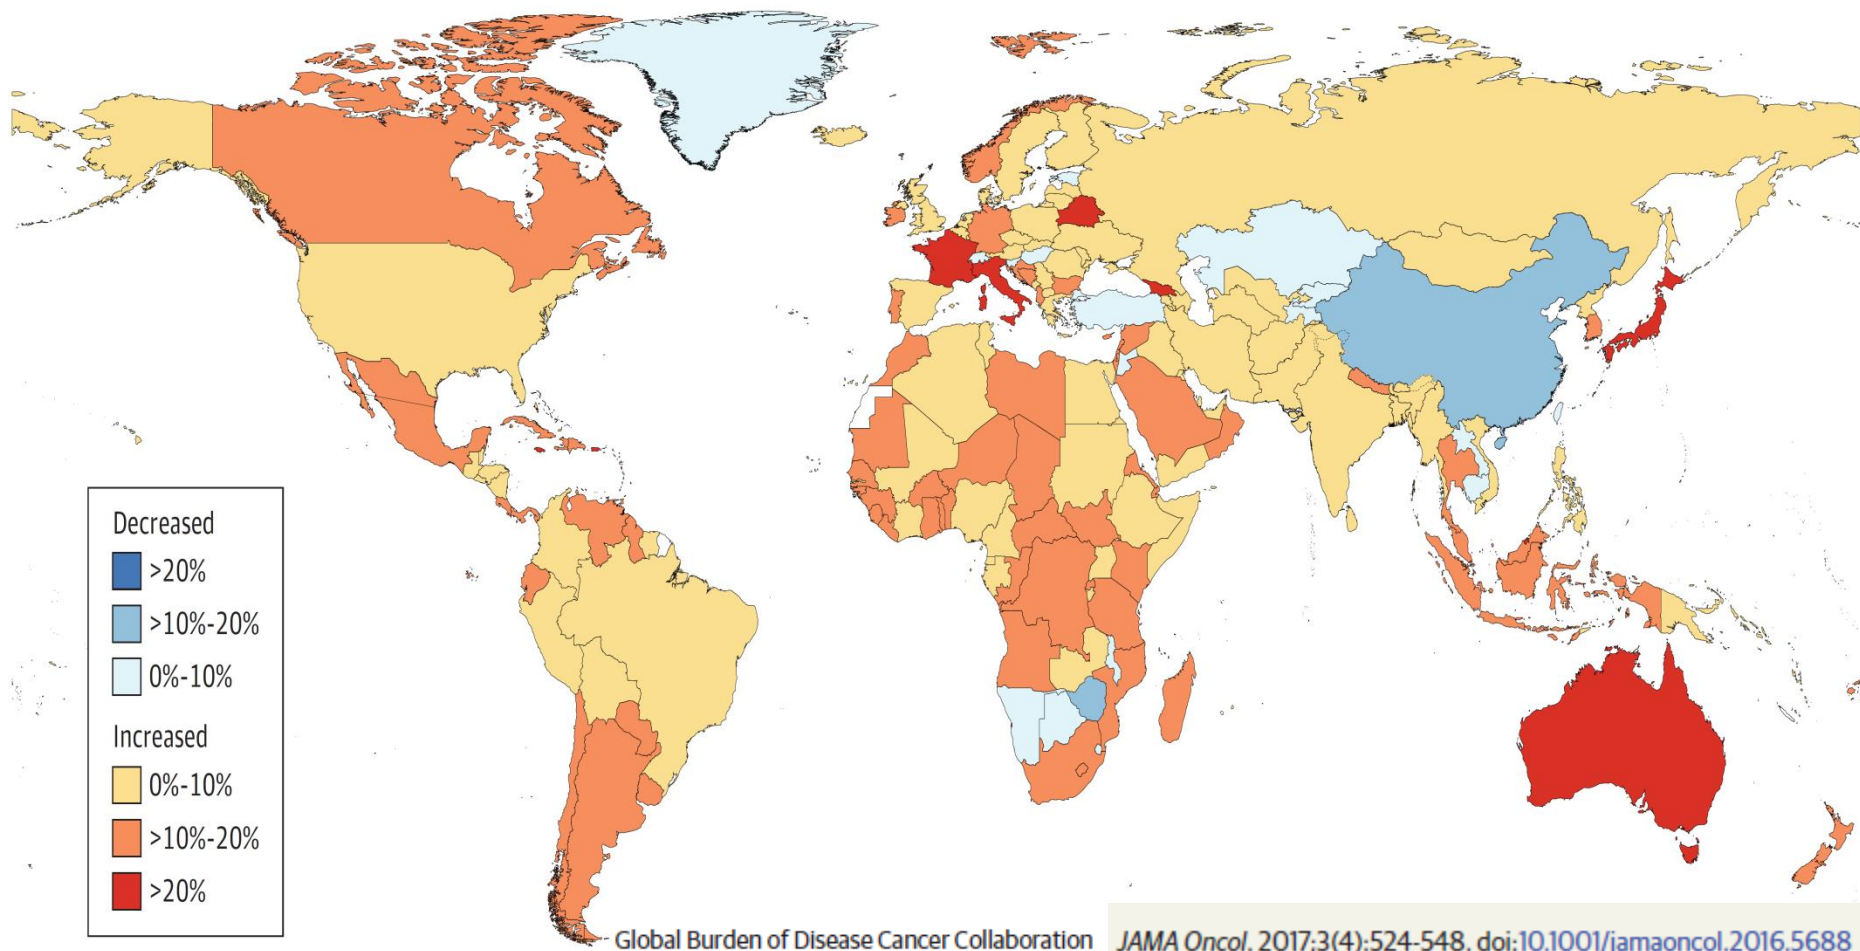 Decreased
>20%
>10%-20%
0%-10%
Increased
0%-10%
>10%-20%
>20%
Global Burden of Disease Cancer Collaboration
JAMA Oncol. 2017;3(4):524-548. doi:10.1001/jamaoncol.2016.5688